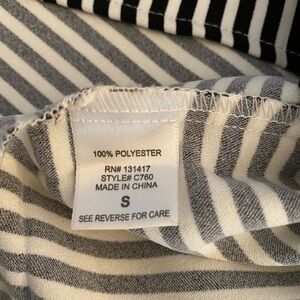 100% POLYESTER
RN# 131417
STYLE# C760
MADE IN CHINA
S
SEE REVERSE FOR CARE